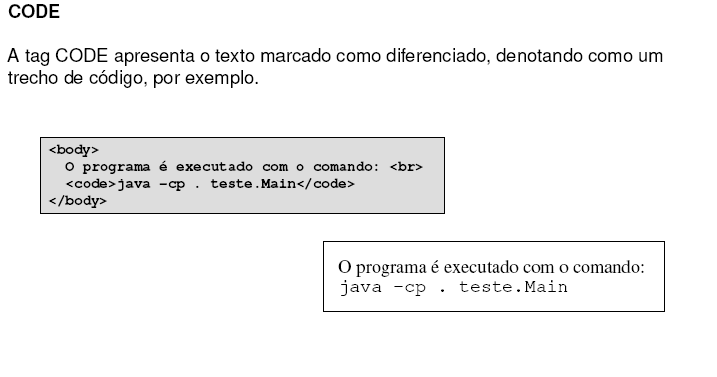 CODE
A tag CODE apresenta o texto marcado como diferenciado, denotando como um
trecho de código, por exemplo.
<body>
O programa é executado com o comando: <br>
<code>java -cp . teste.Main</code>
</body>
O programa é executado com o comando:
java -cp . teste.Main